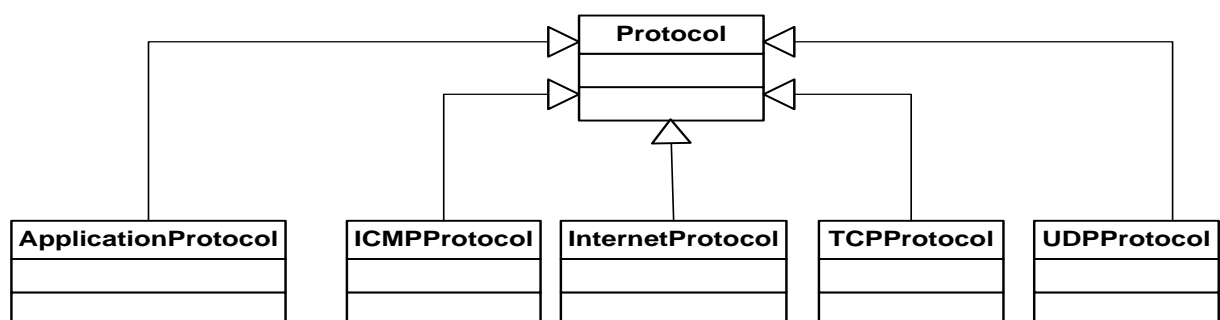 Protocol
ApplicationProtocol
ICMPProtocol
InternetProtocol
TCPProtocol
UDPProtocol